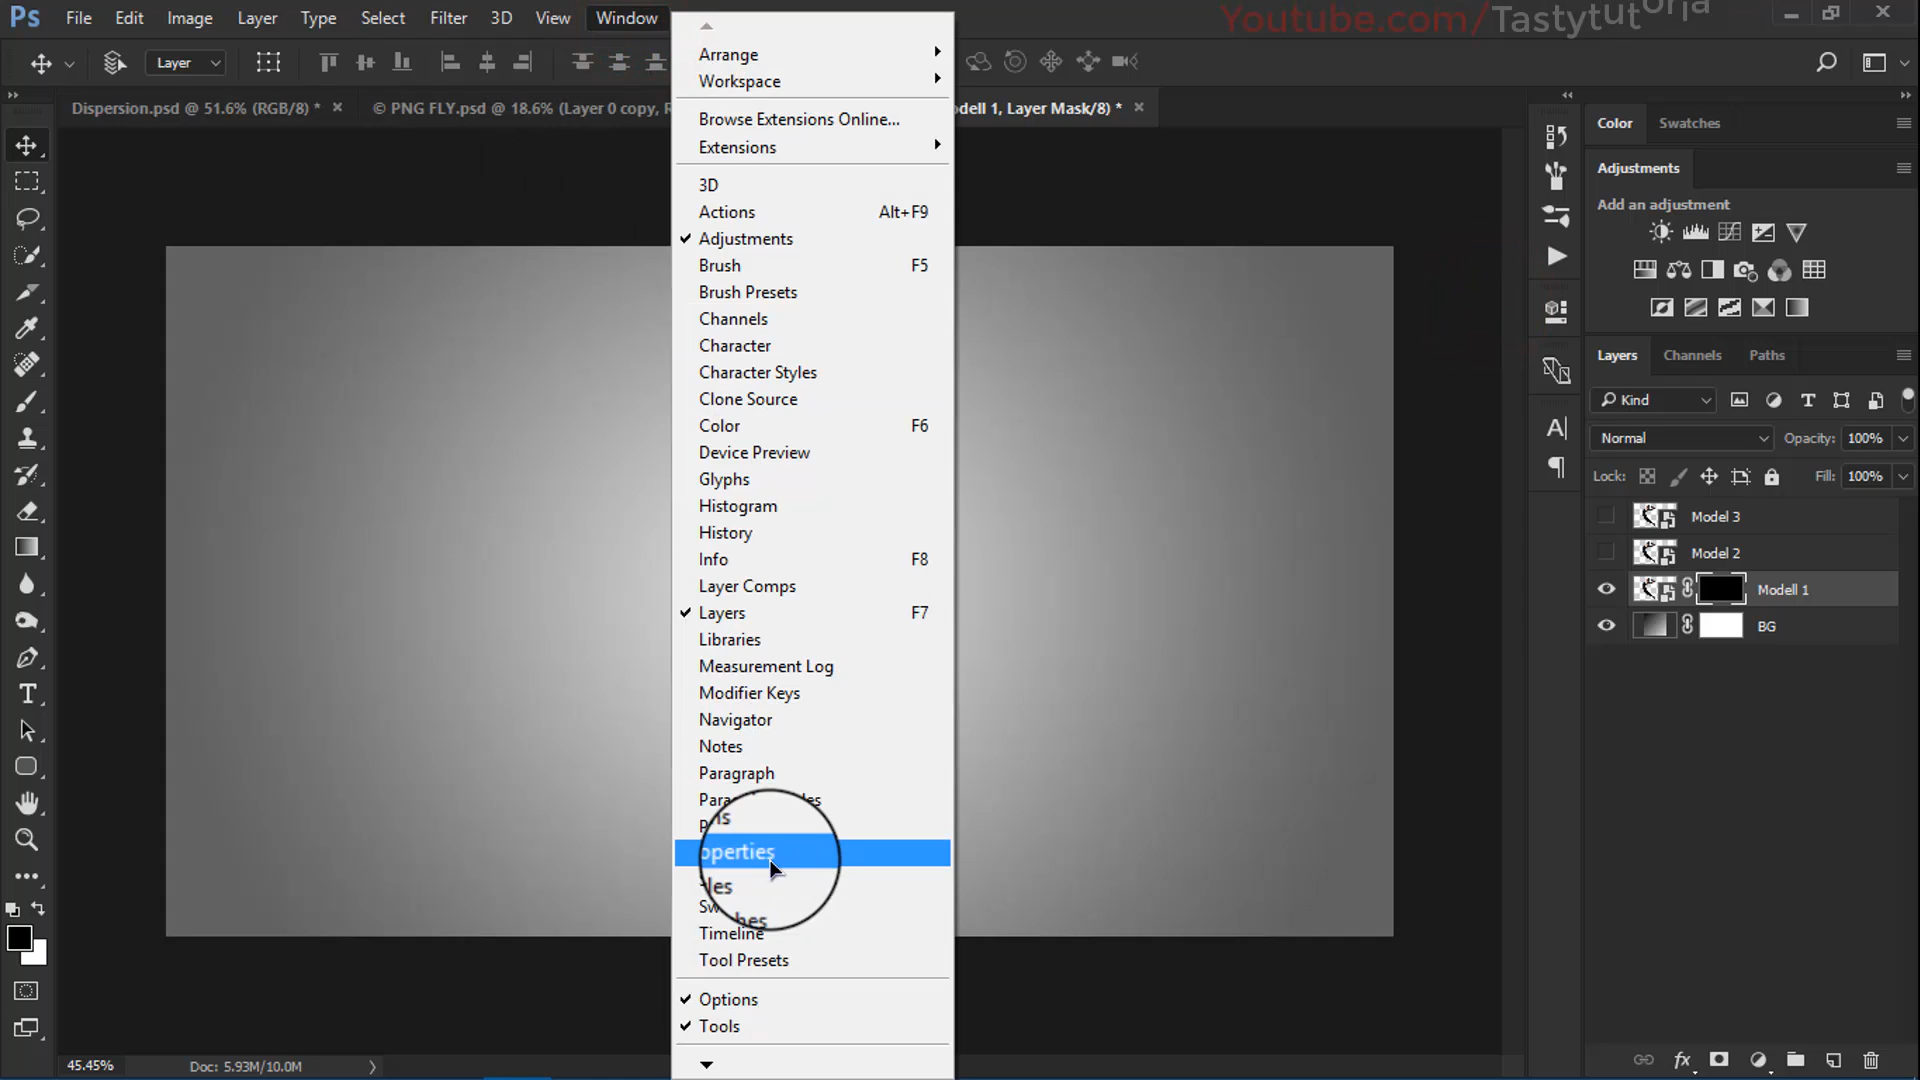 Ps File Edit Image Layer Type Select Filter 3D View Window
Youtube.com/Tastytutorja
Layer
Dispersion.psd @ 51.6% (RGB/8) *
© PNG FLY.psd @ 18.6% (Layer 0 copy, R
odell 1, Layer Mask/8) *
Arrange
Workspace
Browse Extensions Online...
Extensions
3D
Actions Alt+F9
Adjustments
Brush F5
Brush Presets
Channels
Character
Character Styles
Clone Source
Color F6
Device Preview
Glyphs
Histogram
History
Info F8
Layer Comps
Layers F7
Libraries
Measurement Log
Modifier Keys
Navigator
Notes
Paragraph
operties
Timeline
Tool Presets
Options
Tools
Color Swatches
Adjustments
Add an adjustment
Layers Channels Paths
Kind
Normal Opacity: 100%
Lock: Fill: 100%
Model 3
Model 2
Modell 1
BG
45.45% Doc: 5.93M/10.0M